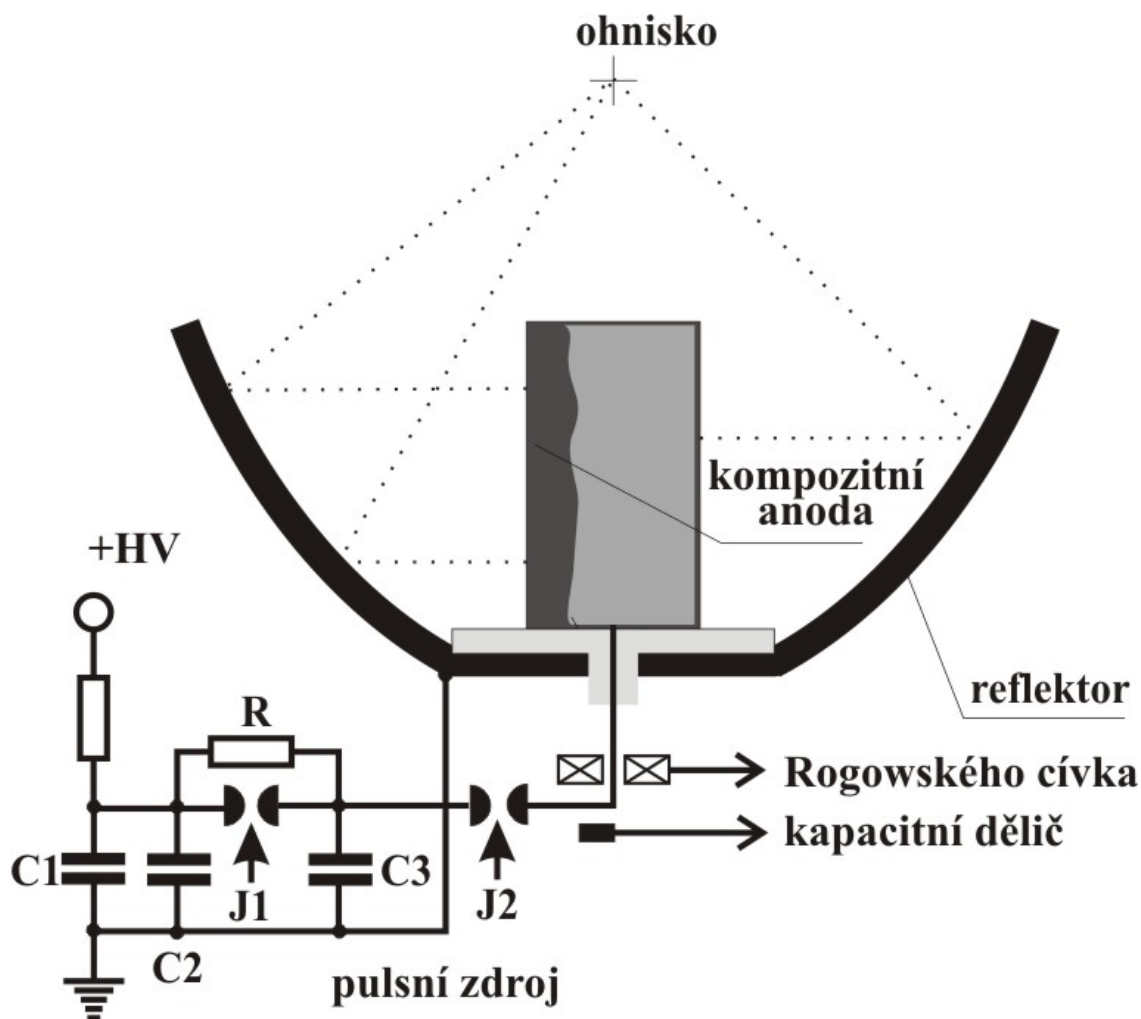 ohnisko
kompozitní
anoda
+HV
reflektor
R
Rogowského cívka
kapacitní dělič
C1
C3
J1
J2
C2
pulsní zdroj